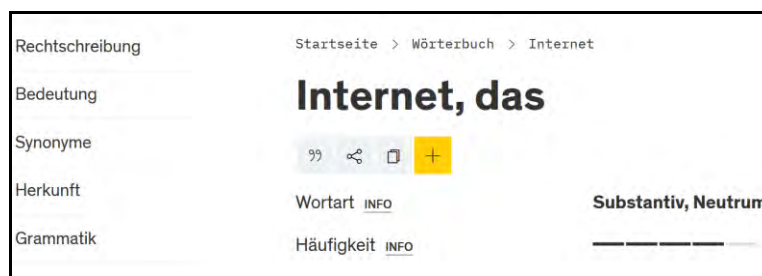 Rechtschreibung
Bedeutung
Synonyme
Herkunft
Grammatik
Startseite > Wörterbuch > Internet
Internet, das
Wortart INFO
Substantiv, Neutrum
Häufigkeit INFO